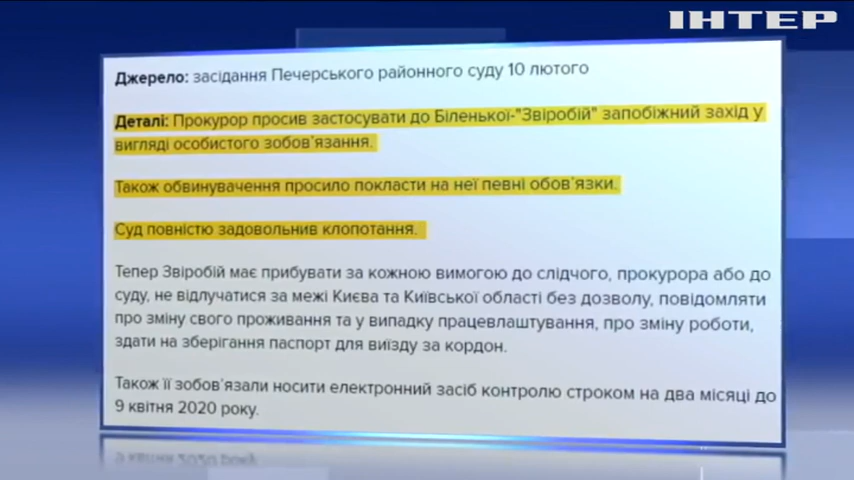 ІНТЕР
Джерело: засідання Печерського районного суду 10 лютого
Деталі: Прокурор просив застосувати до Біленької-"Звіробій" запобіжний захід у
вигляді особистого зобов'язання.
Також обвинувачення просило покласти на неї певні обов'язки.
Суд повністю задовольнив клопотання.
Тепер Звіробій має прибувати за кожною вимогою до слідчого, прокурора або до
суду, не відлучатися за межі Києва та Київської області без дозволу, повідомляти
про зміну свого проживання та у випадку працевлаштування, про зміну роботи,
здати на зберігання паспорт для виїзду за кордон.
Також її зобов'язали носити електронний засіб контролю строком на два місяці до
9 квітня 2020 року.